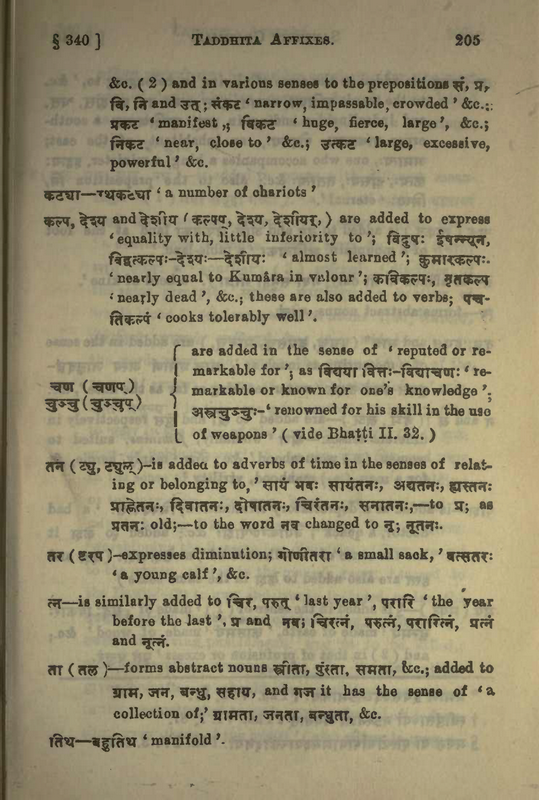 § 340 ] TADDHITA AFFIXES. 205
&c. ( 2 ) and in various senses to the prepositions सं, प्र,
वि, नि and उत् ; संकट ‘ narrow, impassable, crowded ’ &c.;
प्रकट ‘ manifest ,; विकट ‘ huge, fierce, large ’, &c.;
निकट ‘ near, close to ’ &c.; उत्कट ‘ large, excessive,
powerful ’ &c.
कट्या—रथकट्या ‘ a number of chariots ’
कल्प, देश्य and देशीय ( कल्पप्, देश्य, देशीयर्, ) are added to express
‘ equality with, little inferiority to ’; विदुषः ईषन्न्यून,
विद्वत्कल्पः-देश्यः—देशीयः ‘ almost learned ’; कुमारकल्पः
‘ nearly equal to Kumâra in valour ’; कविकल्पः, मृतकल्प
‘ nearly dead ’, &c.; these are also added to verbs; पच-
तिकल्पं ‘ cooks tolerably well ’.
are added in the sense of ‘ reputed or re-
markable for ’; as विद्यया वित्तः-विद्याचणः ‘ re-
चण ( चणप् ) markable or known for one's knowledge ’;
चुञ्चु ( चुञ्चुप् ) अस्त्रचुञ्चुः-‘ renowned for his skill in the use
of weapons ’ ( vide Bhaṭṭi II. 32. )
तन ( ट्यु, ट्युल् )-is added to adverbs of time in the senses of relat-
ing or belonging to, ‘ सायं भवः सायंतनः, अद्यतनः, ह्यस्तनः
प्राह्णेतनः, दिवातनः, दोषातनः, चिरंतनः, सनातनः,—to प्र; as
प्रतनः old;—to the word नव changed to नू; नूतनः.
तर ( ष्टरप् )-expresses diminution; गोणीतरा ‘ a small sack, ’ वत्सतरः
‘ a young calf ’, &c.
त्न—is similarly added to चिर, परुत् ‘ last year ’, परारि ‘ the year
before the last ’, प्र and नव; चिरत्नं, परुत्नं, परारित्नं, प्रत्नं
and नूत्नं.
ता ( तल )—forms abstract nouns स्त्रीता, पुंस्ता, समता, &c.; added to
ग्राम, जन, बन्धु, सहाय, and गज it has the sense of ‘ a
collection of;’ ग्रामता, जनता, बन्धुता, &c.
तिथ—बहुतिथ ‘ manifold ’.